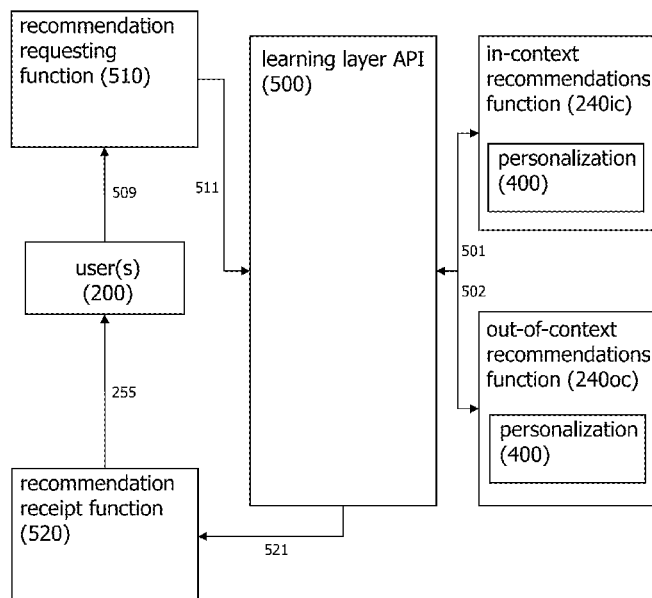 recommendation
requesting
function (510)
learning layer API
(500)
in-context
recommendations
function (240ic)
personalization
(400)
509
511
user(s)
(200)
501
502
out-of-context
recommendations
function (240oc)
personalization
(400)
255
recommendation
receipt function
(520)
521